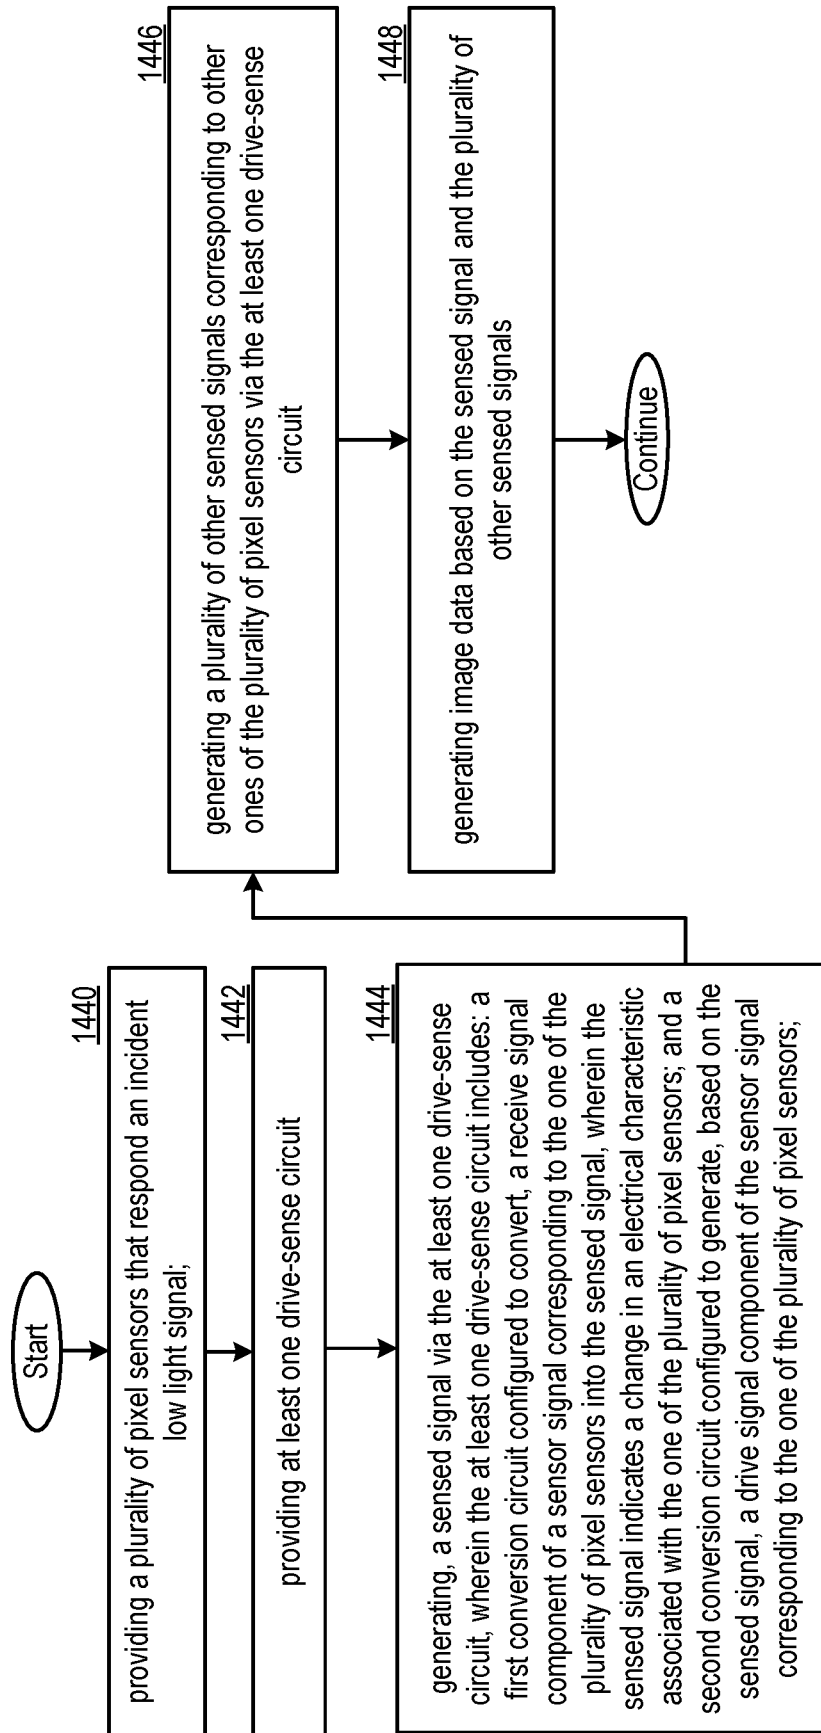 Start
1440
providing a plurality of pixel sensors that respond an incident
low light signal;
1442
providing at least one drive-sense circuit
1444
generating, a sensed signal via the at least one drive-sense
circuit, wherein the at least one drive-sense circuit includes: a
first conversion circuit configured to convert, a receive signal
component of a sensor signal corresponding to the one of the
plurality of pixel sensors into the sensed signal, wherein the
sensed signal indicates a change in an electrical characteristic
associated with the one of the plurality of pixel sensors; and a
second conversion circuit configured to generate, based on the
sensed signal, a drive signal component of the sensor signal
corresponding to the one of the plurality of pixel sensors;
1446
generating a plurality of other sensed signals corresponding to other
ones of the plurality of pixel sensors via the at least one drive-sense
circuit
1448
generating image data based on the sensed signal and the plurality of
other sensed signals
Continue